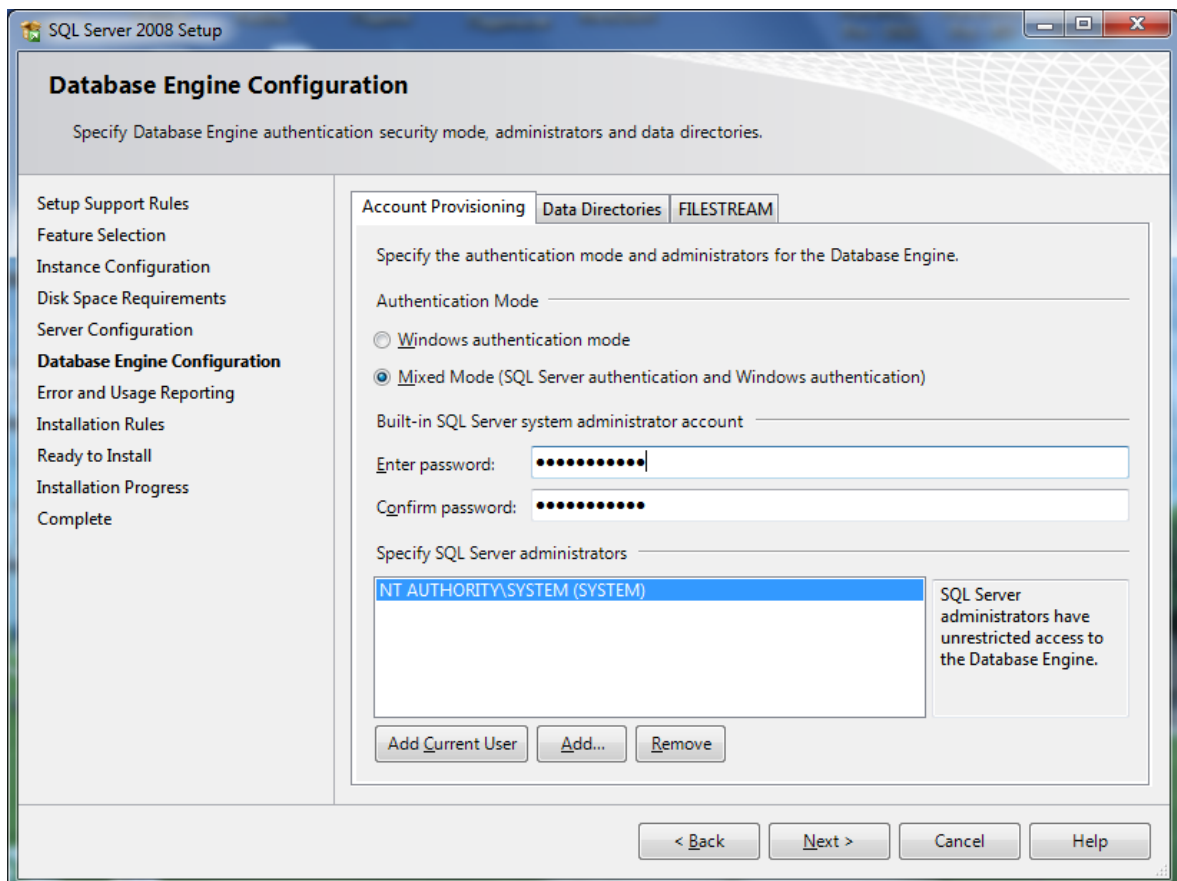 SQL Server 2008 Setup
Database Engine Configuration
Specify Database Engine authentication security mode, administrators and data directories.
Setup Support Rules
Feature Selection
Instance Configuration
Disk Space Requirements
Server Configuration
Database Engine Configuration
Error and Usage Reporting
Installation Rules
Ready to Install
Installation Progress
Complete
Account Provisioning Data Directories FILESTREAM
Specify the authentication mode and administrators for the Database Engine.
Authentication Mode
Windows authentication mode
Mixed Mode (SQL Server authentication and Windows authentication)
Built-in SQL Server system administrator account
Enter password: ●●●●●●●●●●●
Confirm password: ●●●●●●●●●●●
Specify SQL Server administrators
NT AUTHORITY\SYSTEM (SYSTEM)
SQL Server
administrators have
unrestricted access to
the Database Engine.
Add Current User Add... Remove
< Back Next > Cancel Help